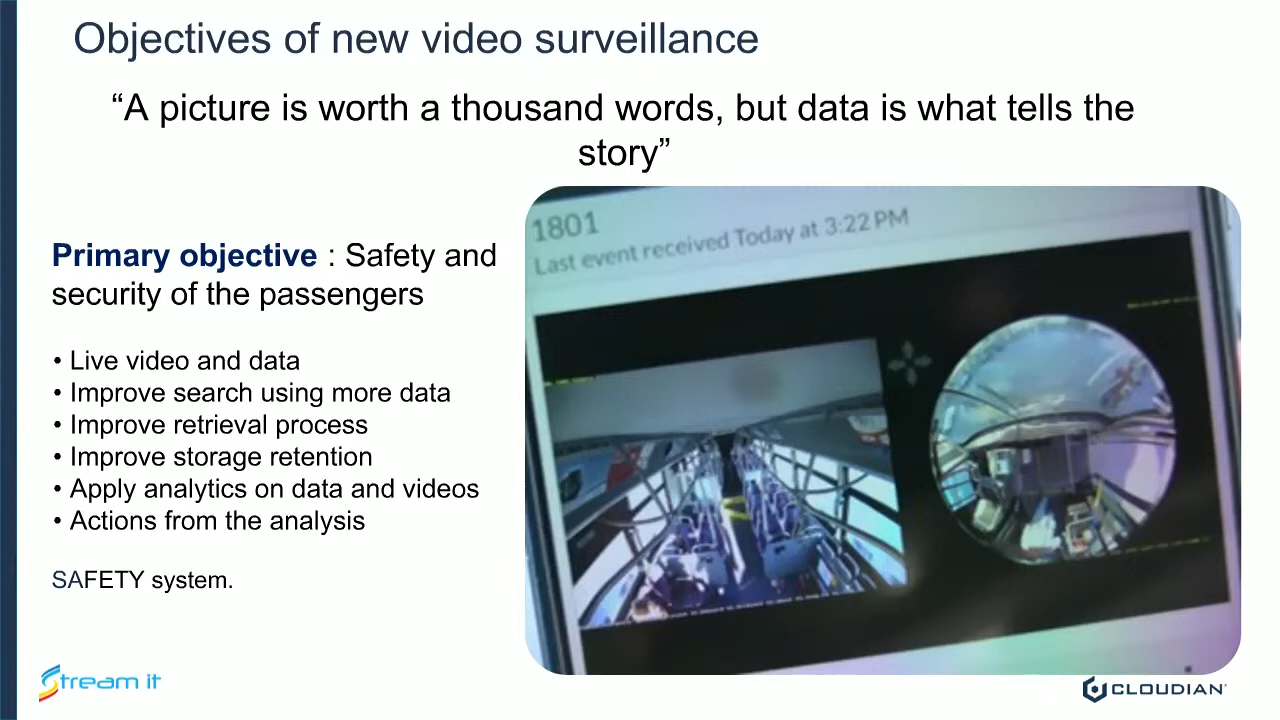 Objectives of new video surveillance
“A picture is worth a thousand words, but data is what tells the
story”
Primary objective : Safety and
security of the passengers
• Live video and data
• Improve search using more data
• Improve retrieval process
• Improve storage retention
• Apply analytics on data and videos
• Actions from the analysis
SAFETY system.
1801
Last event received Today at 3:22 PM
Stream it
CLOUDIAN